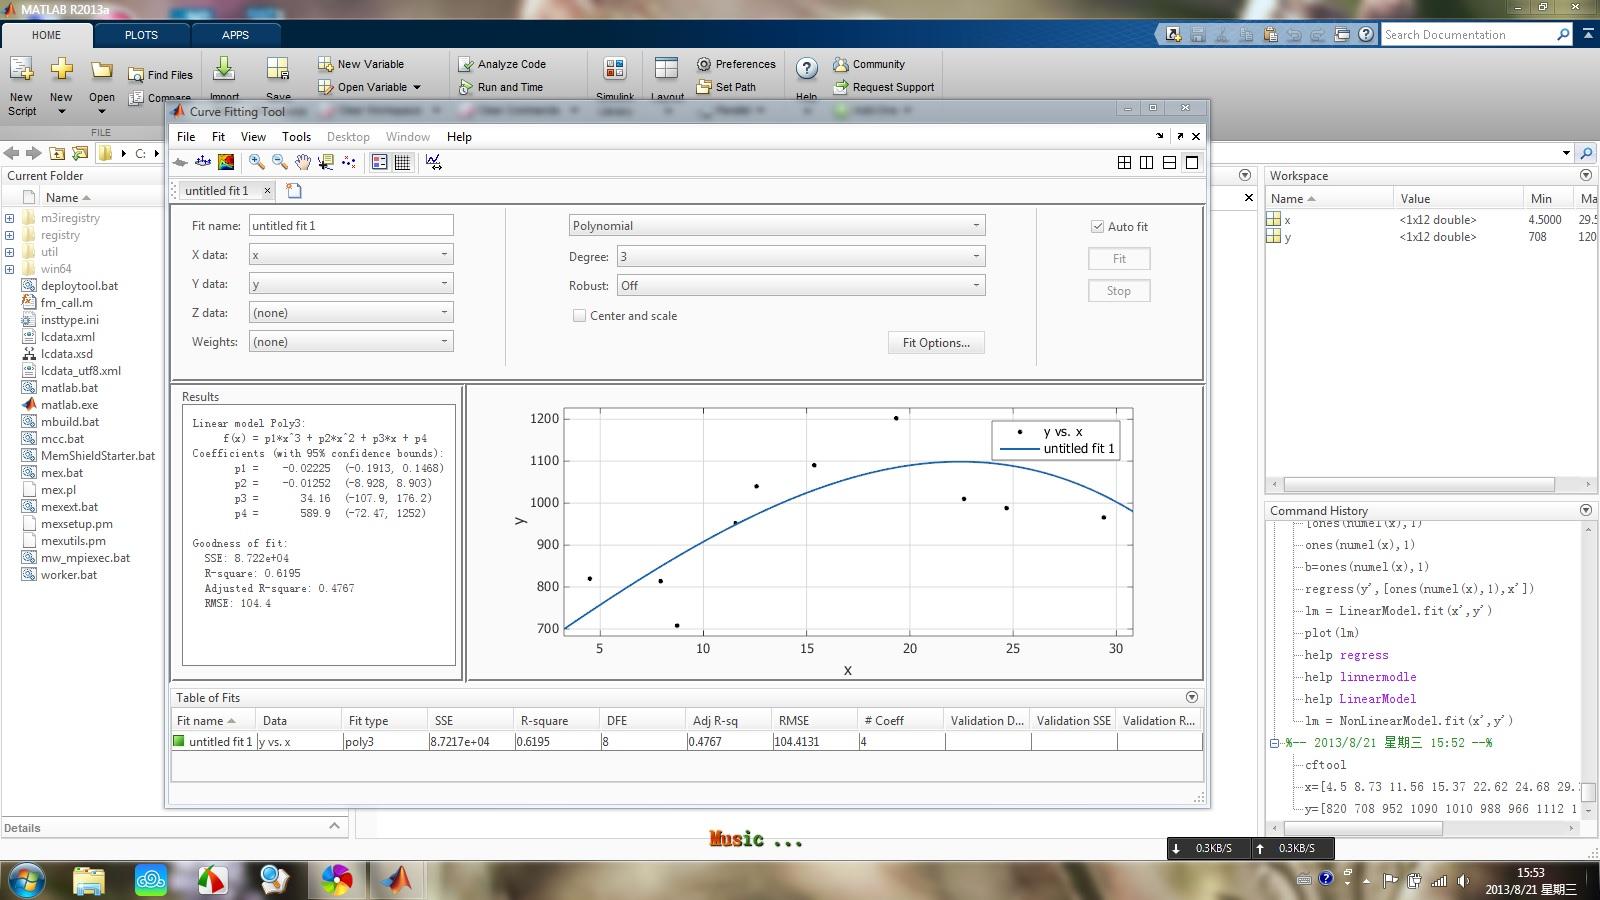 MATLAB R2013a
HOME PLOTS APPS
Search Documentation
New Script
New
Open
Find Files
Compare
Import
Save
New Variable
Open Variable
Analyze Code
Run and Time
Simulink
Layout
Preferences
Set Path
Help
Community
Request Support
FILE
Curve Fitting Tool
File Fit View Tools Desktop Window Help
C:
Current Folder
Name
m3iregistry
registry
util
win64
deploytool.bat
fm_call.m
insttype.ini
lcdata.xml
lcdata.xsd
lcdata_utf8.xml
matlab.bat
matlab.exe
mbuild.bat
mcc.bat
MemShieldStarter.bat
mex.bat
mex.pl
mexext.bat
mexsetup.pm
mexutils.pm
mw_mpiexec.bat
worker.bat
Details
untitled fit 1
Fit name: untitled fit 1
X data: x
Y data: y
Z data: (none)
Weights: (none)
Polynomial
Degree: 3
Robust: Off
Center and scale
Fit Options...
Auto fit
Fit
Stop
Results
Linear model Poly3:
f(x) = p1*x^3 + p2*x^2 + p3*x + p4
Coefficients (with 95% confidence bounds):
p1 = -0.02225 (-0.1913, 0.1468)
p2 = -0.01252 (-8.928, 8.903)
p3 = 34.16 (-107.9, 176.2)
p4 = 589.9 (-72.47, 1252)
Goodness of fit:
SSE: 8.722e+04
R-square: 0.6195
Adjusted R-square: 0.4767
RMSE: 104.4
1200
1100
1000
900
800
700
y
5 10 15 20 25 30
x
y vs. x
untitled fit 1
Table of Fits
Fit name Data Fit type SSE R-square DFE Adj R-sq RMSE # Coeff Validation D... Validation SSE Validation R...
untitled fit 1 y vs. x poly3 8.7217e+04 0.6195 8 0.4767 104.4131 4
Workspace
Name Value Min Ma
x <1x12 double> 4.5000 29.5
y <1x12 double> 708 120
Command History
[ones(numel(x),1)
ones(numel(x),1)
b=ones(numel(x),1)
regress(y',[ones(numel(x),1),x'])
lm = LinearModel.fit(x',y')
plot(lm)
help regress
help linnermodle
help LinearModel
lm = NonLinearModel.fit(x',y')
%-- 2013/8/21 星期三 15:52 --%
cftool
x=[4.5 8.73 11.56 15.37 22.62 24.68 29.
y=[820 708 952 1090 1010 988 966 1112 1
Music ...
0.3KB/S 0.3KB/S
15:53
2013/8/21 星期三